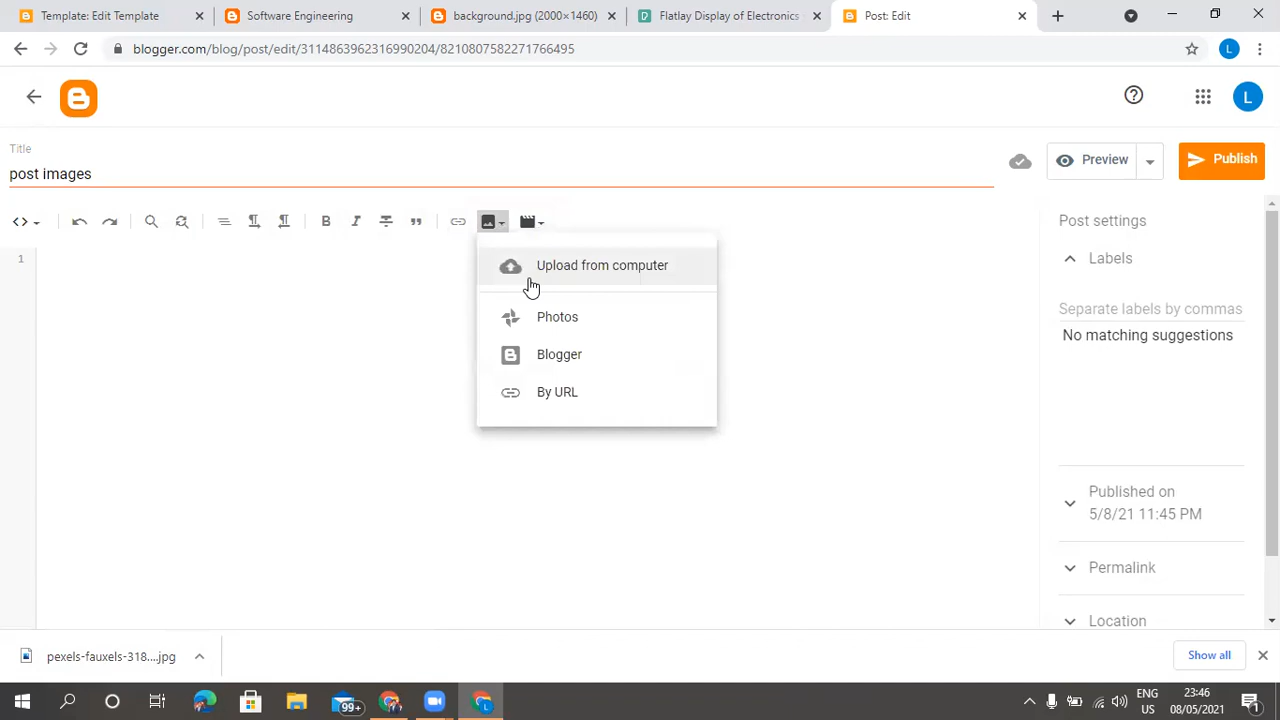 Template: Edit Template
Software Engineering
background.jpg (2000×1460)
Flatlay Display of Electronics
Post: Edit
blogger.com/blog/post/edit/3114863962316990204/8210807582271766495
L
L
Title
post images
Preview
Publish
Post settings
1
Upload from computer
Labels
Photos
Separate labels by commas
No matching suggestions
Blogger
By URL
Published on
5/8/21 11:45 PM
Permalink
Location
pexels-fauxels-318....jpg
Show all
99+
L
ENG
US
23:46
08/05/2021
1